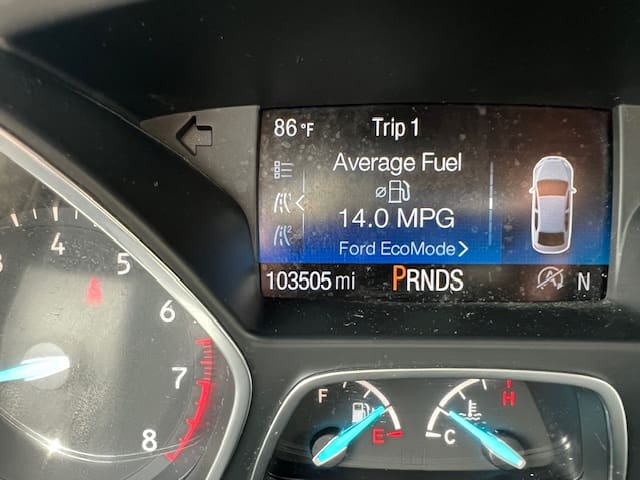 86 °F Trip 1
Average Fuel
14.0 MPG
Ford EcoMode
103505 mi PRNDS N
4
5
6
7
8
F
E
C
H